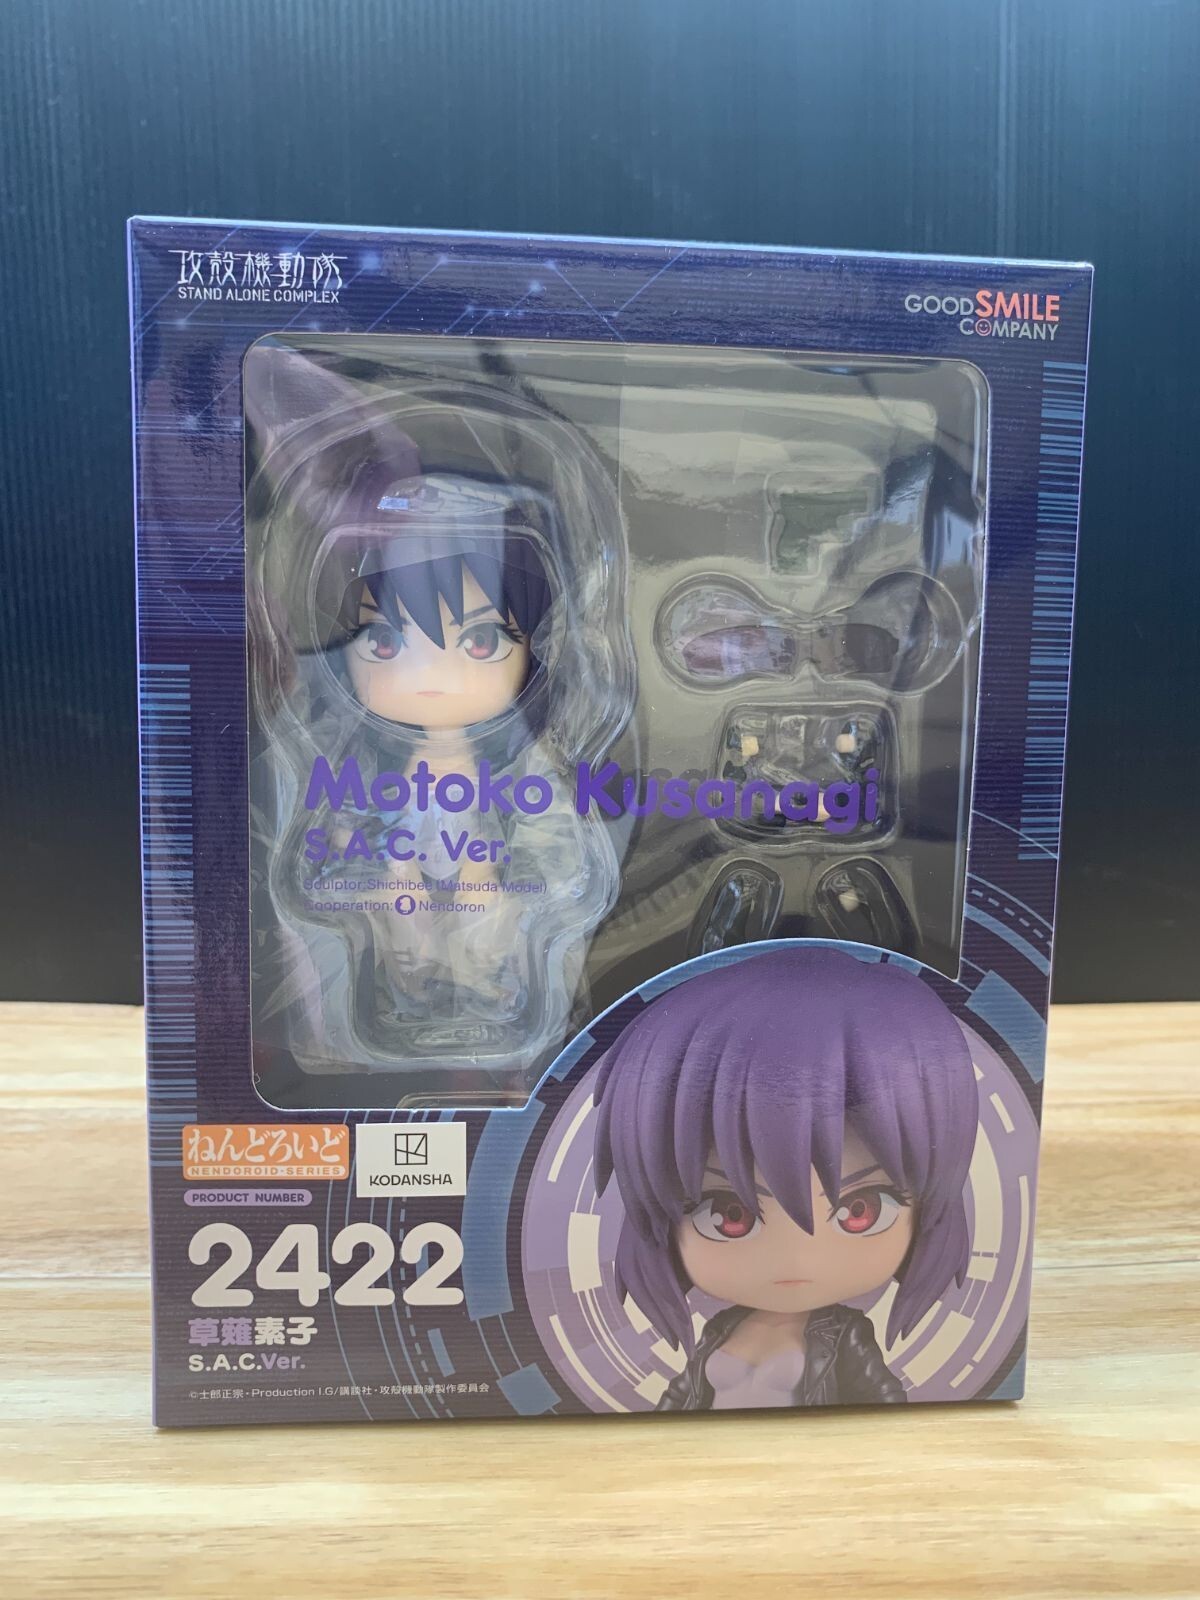 攻殻機動隊
STAND ALONE COMPLEX
GOOD SMILE
COMPANY
Motoko Kusanagi
S.A.C. Ver.
Sculptor:Shichibee (Matsuda Model)
Cooperation: Nendoron
ねんどろいど
NENDOROID·SERIES
KODANSHA
PRODUCT NUMBER
2422
草薙素子
S.A.C.Ver.
©士郎正宗・Production I.G/講談社・攻殻機動隊製作委員会